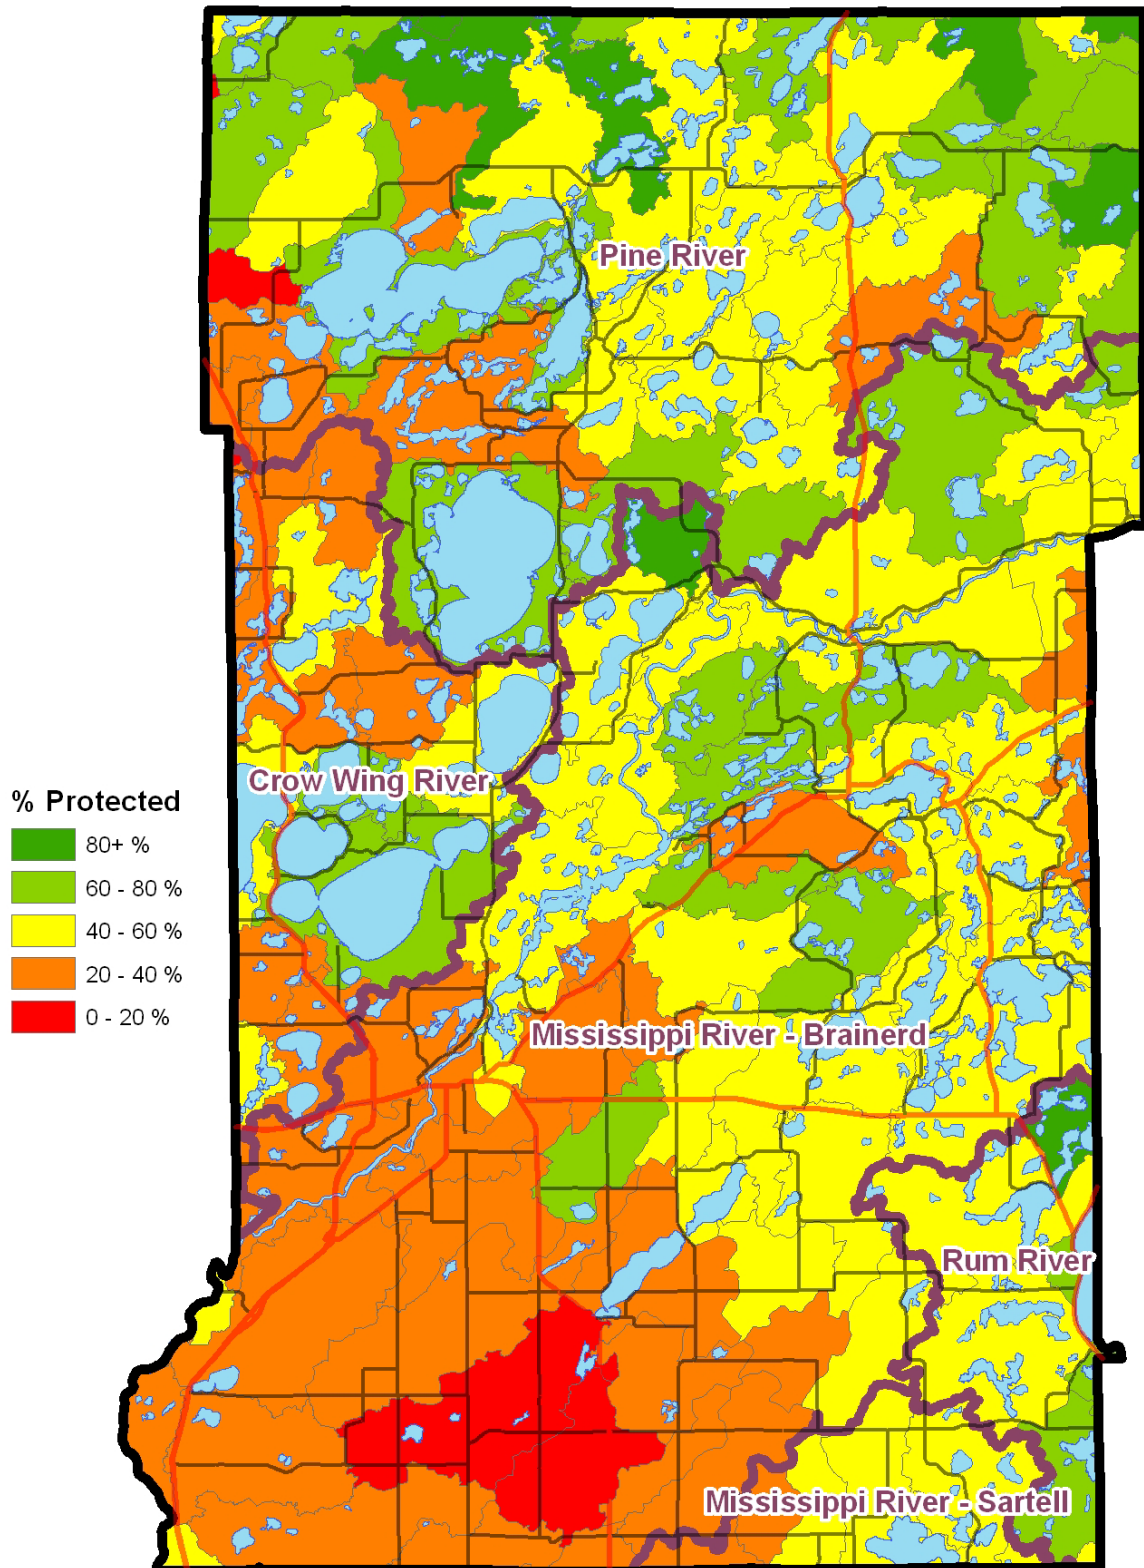 Pine River
Crow Wing River
% Protected
80+ %
60 - 80 %
40 - 60 %
20 - 40 %
0 - 20 %
Mississippi River - Brainerd
Rum River
Mississippi River - Sartell